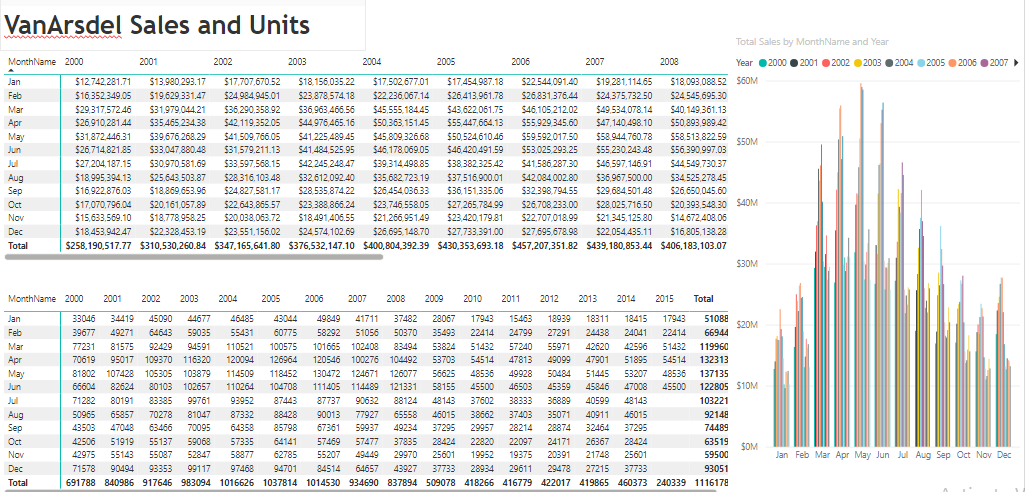 VanArsdel Sales and Units
MonthName 2000 2001 2002 2003 2004 2005 2006 2007 2008
Jan $12,742,281.71 $13,980,293.17 $17,707,670.52 $18,156,035.22 $17,502,677.01 $17,454,987.18 $22,544,091.40 $19,281,114.65 $18,093,088.52
Feb $16,352,349.05 $19,629,331.47 $24,984,945.01 $23,878,574.18 $22,236,067.14 $26,413,961.78 $26,831,376.44 $24,375,732.50 $24,545,695.30
Mar $29,317,572.46 $31,979,044.21 $36,290,358.92 $36,963,466.56 $45,555,184.45 $43,622,061.75 $46,105,212.02 $49,534,078.14 $40,149,361.13
Apr $26,910,281.44 $35,465,234.38 $42,119,352.05 $44,976,465.16 $50,363,151.45 $55,447,664.13 $55,929,345.60 $47,140,498.10 $50,893,989.42
May $31,872,446.31 $39,676,268.29 $41,509,766.05 $41,225,489.45 $45,809,326.68 $50,524,610.46 $59,592,017.50 $58,944,760.78 $58,513,822.59
Jun $26,714,821.85 $33,047,880.48 $31,579,211.13 $41,484,525.95 $46,178,069.05 $46,420,491.59 $53,025,293.25 $55,230,243.48 $56,390,997.03
Jul $27,204,187.15 $30,970,581.69 $33,597,568.15 $42,245,248.47 $39,314,498.85 $38,382,325.42 $41,586,287.30 $46,597,146.91 $44,549,730.37
Aug $18,995,394.13 $25,643,503.87 $28,316,103.48 $32,612,092.40 $35,682,723.19 $37,516,900.01 $42,084,002.80 $36,967,500.00 $34,525,278.45
Sep $16,922,876.03 $18,869,653.96 $24,827,581.17 $28,535,874.22 $26,454,036.33 $36,151,335.06 $32,398,794.55 $29,684,501.48 $26,650,045.60
Oct $17,070,796.04 $20,161,057.89 $22,643,865.57 $23,388,866.24 $23,746,558.05 $27,265,784.99 $26,708,233.00 $28,025,716.50 $20,393,548.30
Nov $15,633,569.10 $18,778,958.25 $20,038,063.72 $18,491,406.55 $21,266,951.49 $23,420,179.81 $22,707,018.99 $21,345,125.80 $14,672,408.06
Dec $18,453,942.47 $22,328,453.19 $23,551,156.02 $24,574,102.69 $26,695,148.70 $27,733,391.00 $27,695,678.98 $22,054,435.11 $16,805,138.28
Total $258,190,517.77 $310,530,260.84 $347,165,641.80 $376,532,147.10 $400,804,392.39 $430,353,693.18 $457,207,351.82 $439,180,853.44 $406,183,103.07
MonthName 2000 2001 2002 2003 2004 2005 2006 2007 2008 2009 2010 2011 2012 2013 2014 2015 Total
Jan 33046 34419 45090 44677 46485 43044 49849 41711 37482 28067 17943 15463 18939 18311 18415 17943 51088
Feb 39677 49271 64643 59035 55431 60775 58292 51056 50370 35493 22414 24799 27291 24438 24041 22414 66944
Mar 77231 81575 92429 94591 110521 100575 101665 102408 83494 53824 51432 57240 55971 42620 42596 51432 119960
Apr 70619 95017 109370 116320 120094 126964 120546 100276 104492 53703 54514 47813 49099 47901 51895 54514 132313
May 81802 107428 105305 103879 114509 118452 130472 124671 126077 56625 48536 49928 50484 51445 53207 48536 137135
Jun 66604 82624 80103 102657 110264 104708 111405 114489 121331 58155 45500 46503 45359 45846 47008 45500 122805
Jul 71282 80191 83385 99761 93952 87443 87737 90632 88124 48143 37602 38333 36889 40599 48143 103221
Aug 50965 65857 70278 81047 87332 88428 90013 77927 65558 46015 38662 37403 35071 40911 46015 92148
Sep 43503 47048 63466 70095 64358 85798 67361 59937 49234 37295 29957 28214 28874 32464 37295 74489
Oct 42506 51919 55137 59068 57335 64141 57469 57477 37835 28424 22820 22097 24171 26367 28424 63519
Nov 42975 55143 55087 52847 58877 62785 55207 49449 29970 25601 19952 19375 20391 21748 25601 59500
Dec 71578 90494 93353 99117 97468 94701 84514 64657 43927 37733 28934 29611 29478 27215 37733 93051
Total 691788 840986 917646 983094 1016626 1037814 1014530 934690 837894 509078 418266 416779 422017 419865 460373 240339 1116178
Total Sales by MonthName and Year
Year 2000 2001 2002 2003 2004 2005 2006 2007
$60M
$50M
$40M
$30M
$20M
$10M
$0M
Jan Feb Mar Apr May Jun Jul Aug Sep Oct Nov Dec